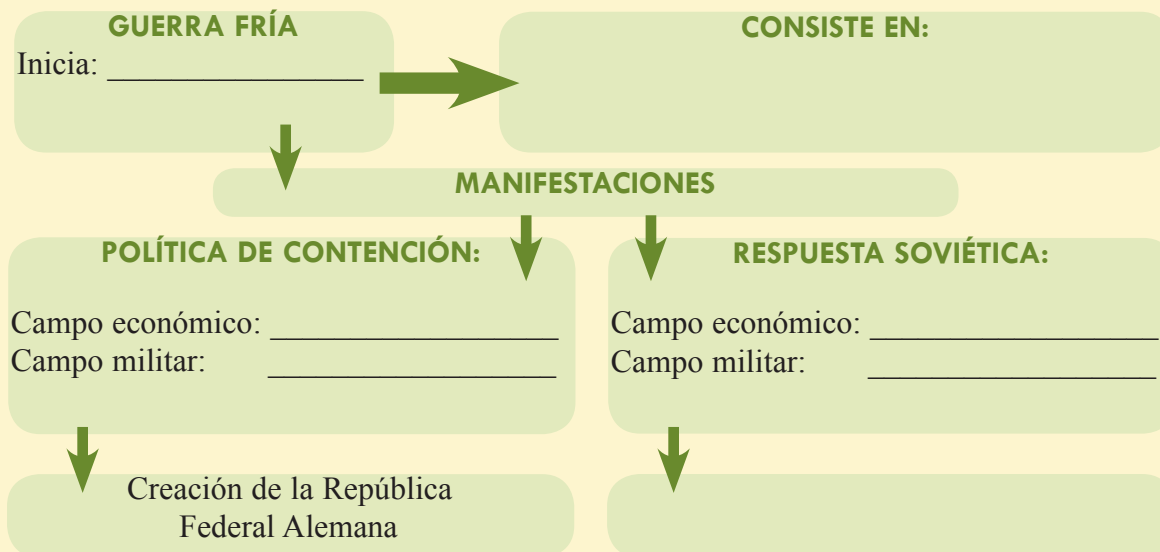 GUERRA FRÍA
Inicia: __________________
CONSISTE EN:
MANIFESTACIONES
POLÍTICA DE CONTENCIÓN:
Campo económico: __________________
Campo militar: __________________
RESPUESTA SOVIÉTICA:
Campo económico: __________________
Campo militar: __________________
Creación de la República
Federal Alemana